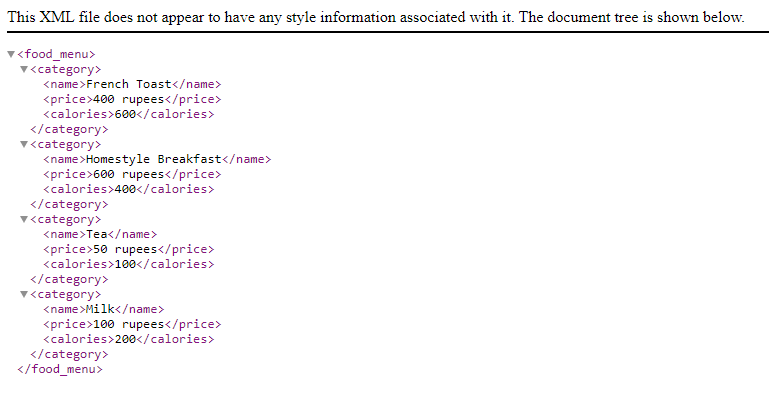 This XML file does not appear to have any style information associated with it. The document tree is shown below.
▼<food_menu>
▼<category>
<name>French Toast</name>
<price>400 rupees</price>
<calories>600</calories>
</category>
▼<category>
<name>Homestyle Breakfast</name>
<price>600 rupees</price>
<calories>400</calories>
</category>
▼<category>
<name>Tea</name>
<price>50 rupees</price>
<calories>100</calories>
</category>
▼<category>
<name>Milk</name>
<price>100 rupees</price>
<calories>200</calories>
</category>
</food_menu>